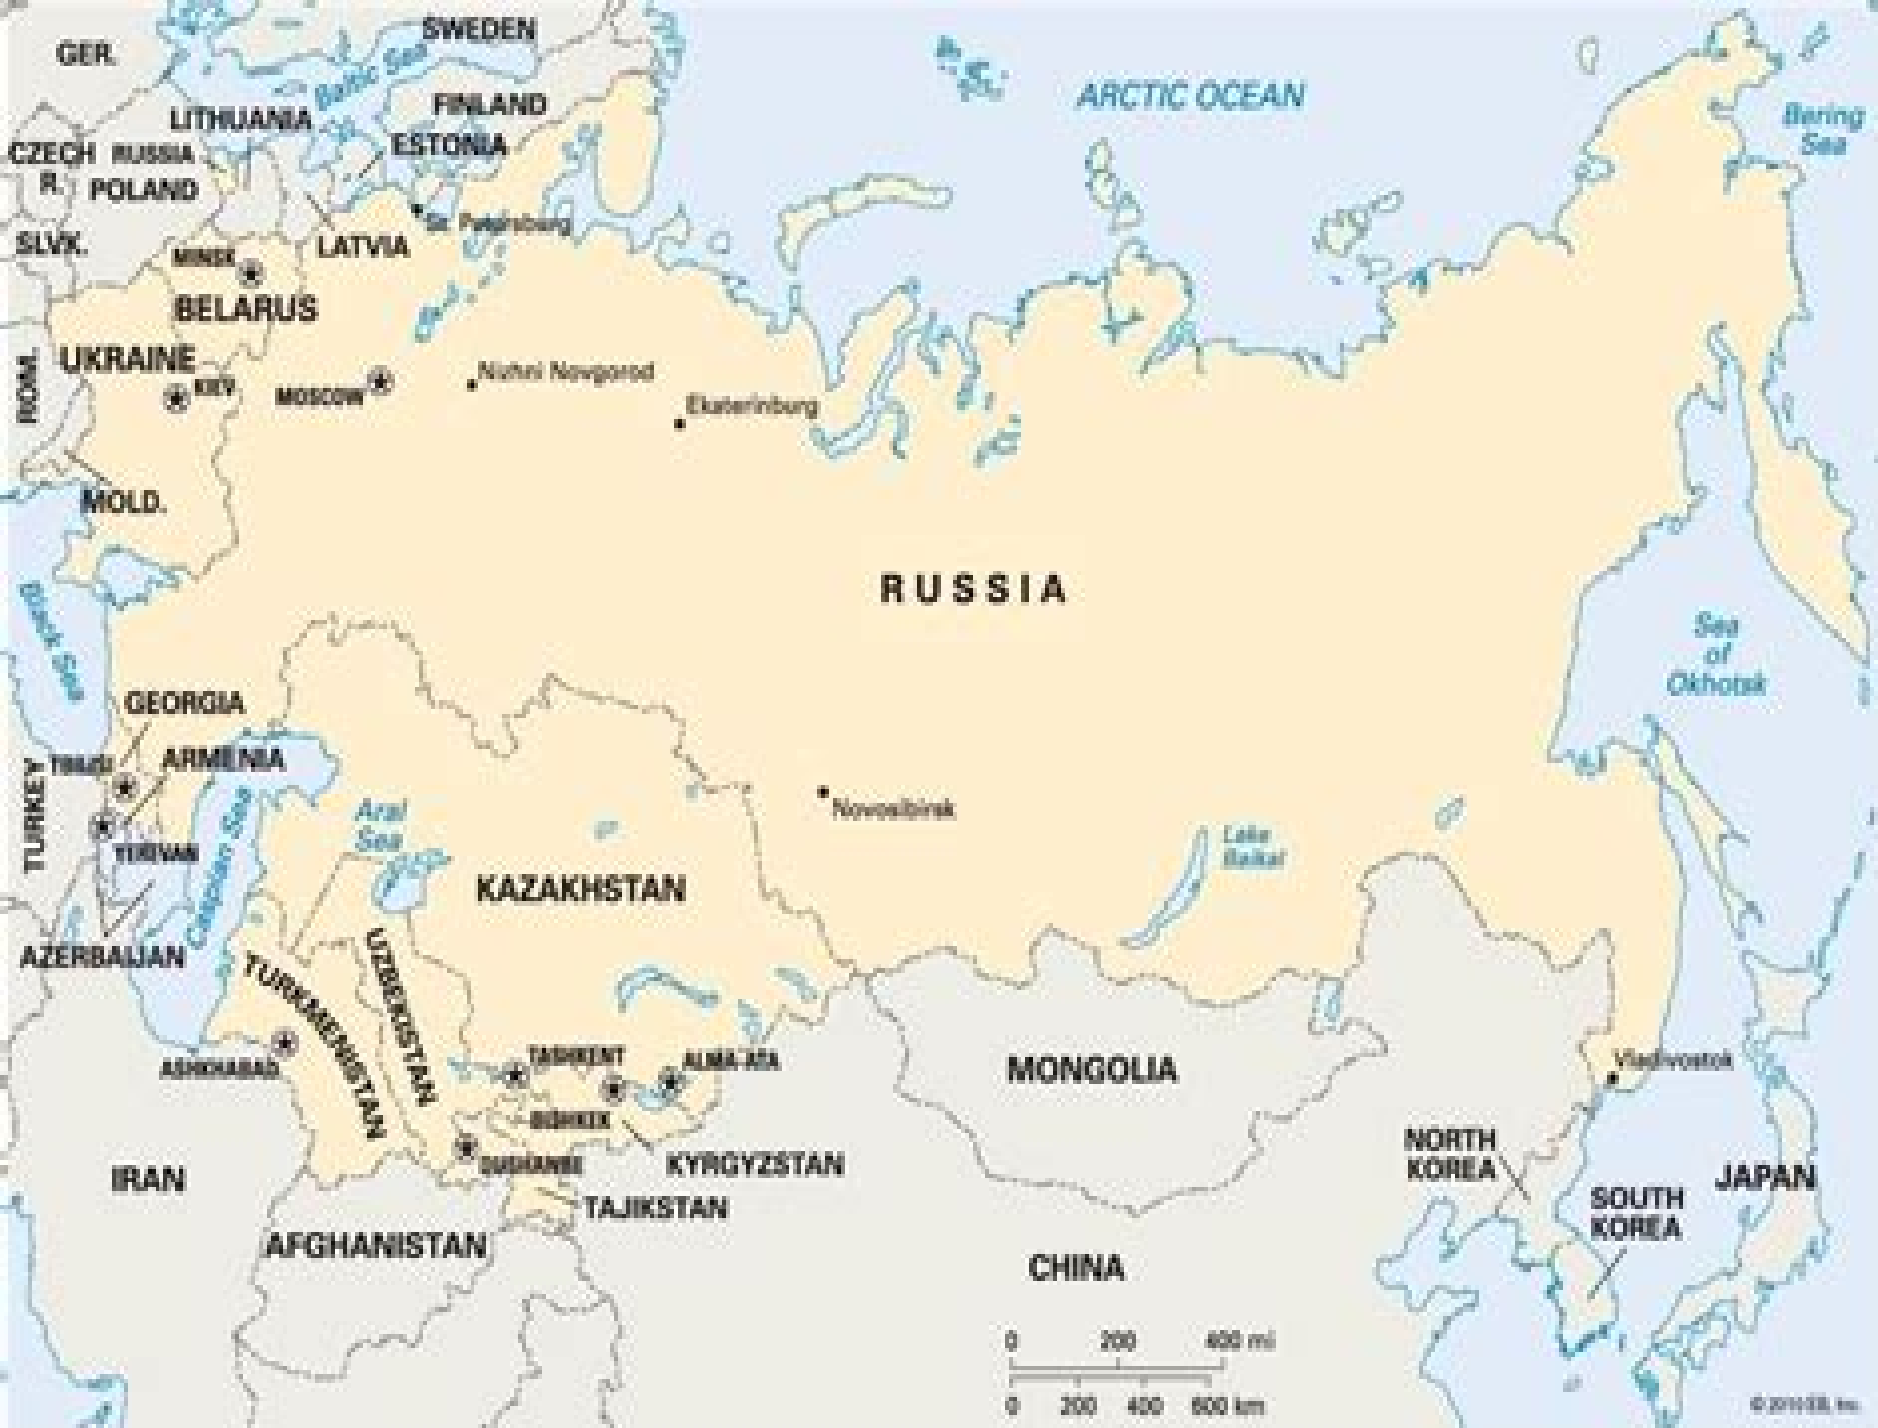 SWEDEN
GER.
Baltic Sea
ARCTIC OCEAN
FINLAND
LITHUANIA
Bering
Sea
ESTONIA
CZECH
R.
RUSSIA
POLAND
St. Petersburg
SLVK.
LATVIA
MINSK
BELARUS
UKRAINE
ROM.
KIEV
MOSCOW
Nizhni Novgorod
Ekaterinburg
MOLD.
RUSSIA
Black Sea
Sea
of
Okhotsk
GEORGIA
TBILISI
ARMENIA
TURKEY
Caspian Sea
Aral
Sea
Novosibirsk
YEREVAN
KAZAKHSTAN
Lake
Baikal
AZERBAIJAN
TURKMENISTAN
UZBEKISTAN
ASHKHABAD
TASHKENT
ALMA-ATA
MONGOLIA
Vladivostok
BISHKEK
DUSHANBE
KYRGYZSTAN
NORTH
KOREA
IRAN
TAJIKSTAN
SOUTH
KOREA
JAPAN
AFGHANISTAN
CHINA
0 200 400 mi
0 200 400 600 km
© 2010 EB, Inc.